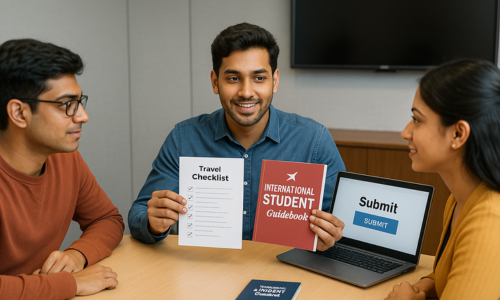 Travel
Checklist
INTERNATIONAL
STUDENT
Guidebook
Submit
SUBMIT